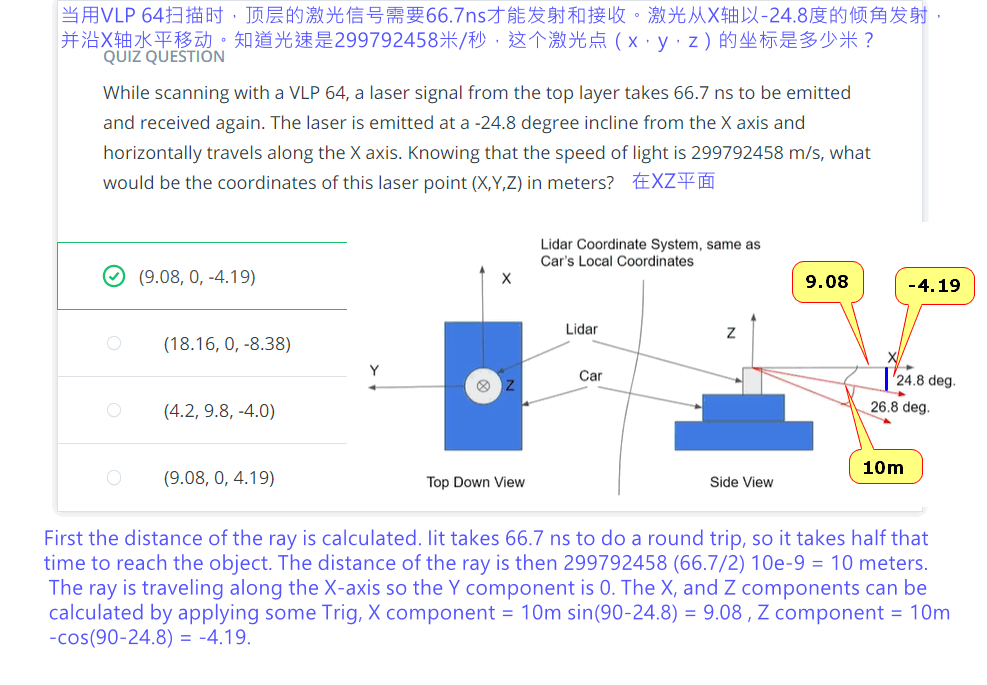 当用VLP 64扫描时，顶层的激光信号需要66.7ns才能发射和接收。激光从X轴以-24.8度的倾角发射，
并沿X轴水平移动。知道光速是299792458米/秒，这个激光点（x，y，z）的坐标是多少米？
QUIZ QUESTION
While scanning with a VLP 64, a laser signal from the top layer takes 66.7 ns to be emitted
and received again. The laser is emitted at a -24.8 degree incline from the X axis and
horizontally travels along the X axis. Knowing that the speed of light is 299792458 m/s, what
would be the coordinates of this laser point (X,Y,Z) in meters? 在XZ平面
(9.08, 0, -4.19)
(18.16, 0, -8.38)
(4.2, 9.8, -4.0)
(9.08, 0, 4.19)
Lidar Coordinate System, same as
Car's Local Coordinates
X
Y
Z
Lidar
Car
Top Down View
Z
X
9.08
-4.19
24.8 deg.
26.8 deg.
10m
Side View
First the distance of the ray is calculated. Iit takes 66.7 ns to do a round trip, so it takes half that
time to reach the object. The distance of the ray is then 299792458 (66.7/2) 10e-9 = 10 meters.
The ray is traveling along the X-axis so the Y component is 0. The X, and Z components can be
calculated by applying some Trig, X component = 10m sin(90-24.8) = 9.08 , Z component = 10m
-cos(90-24.8) = -4.19.